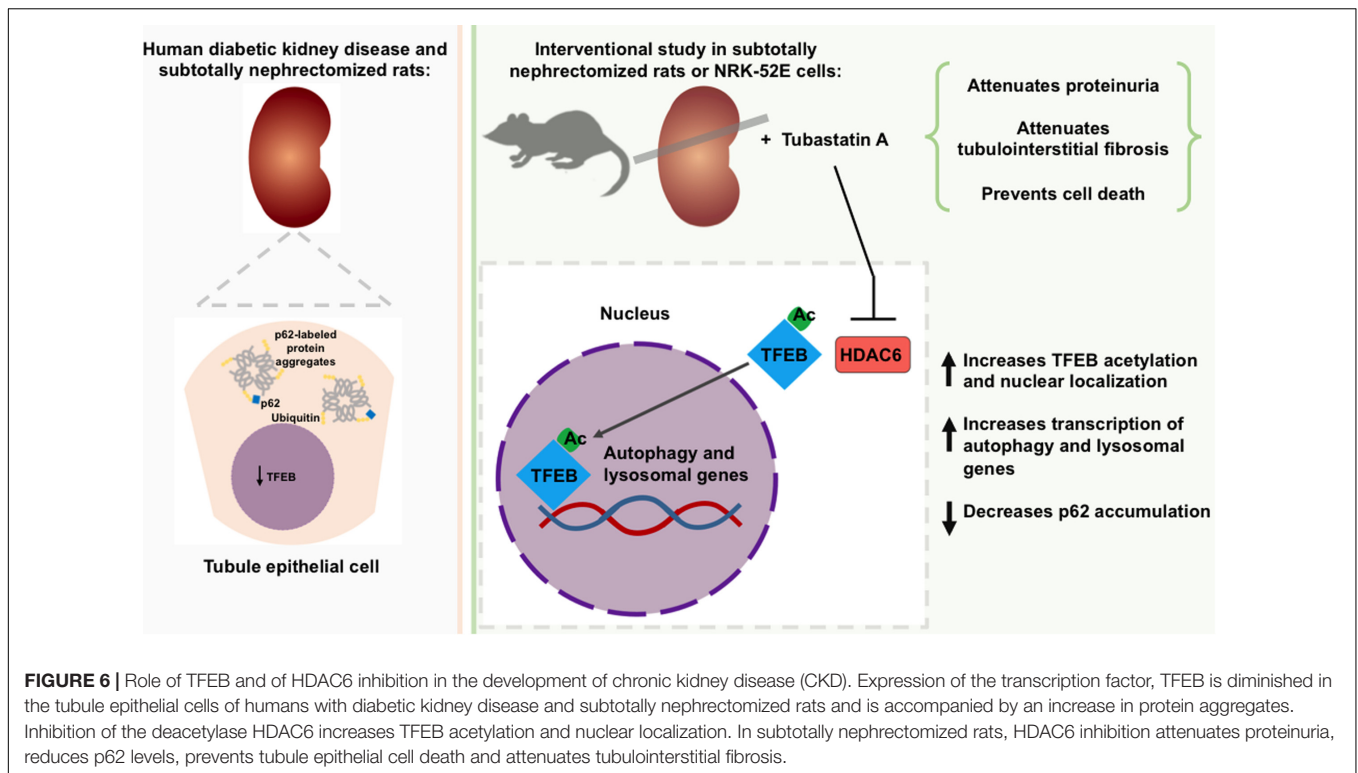 Human diabetic kidney disease and
subtotally nephrectomized rats:
p62-labeled
protein
aggregates
p62
Ubiquitin
TFEB
Tubule epithelial cell
Interventional study in subtotally
nephrectomized rats or NRK-52E cells:
+ Tubastatin A
Attenuates proteinuria
Attenuates
tubulointerstitial fibrosis
Prevents cell death
Nucleus
Ac
TFEB
HDAC6
Ac
TFEB
Autophagy and
lysosomal genes
Increases TFEB acetylation
and nuclear localization
Increases transcription of
autophagy and lysosomal
genes
Decreases p62 accumulation
FIGURE 6 | Role of TFEB and of HDAC6 inhibition in the development of chronic kidney disease (CKD). Expression of the transcription factor, TFEB is diminished in
the tubule epithelial cells of humans with diabetic kidney disease and subtotally nephrectomized rats and is accompanied by an increase in protein aggregates.
Inhibition of the deacetylase HDAC6 increases TFEB acetylation and nuclear localization. In subtotally nephrectomized rats, HDAC6 inhibition attenuates proteinuria,
reduces p62 levels, prevents tubule epithelial cell death and attenuates tubulointerstitial fibrosis.